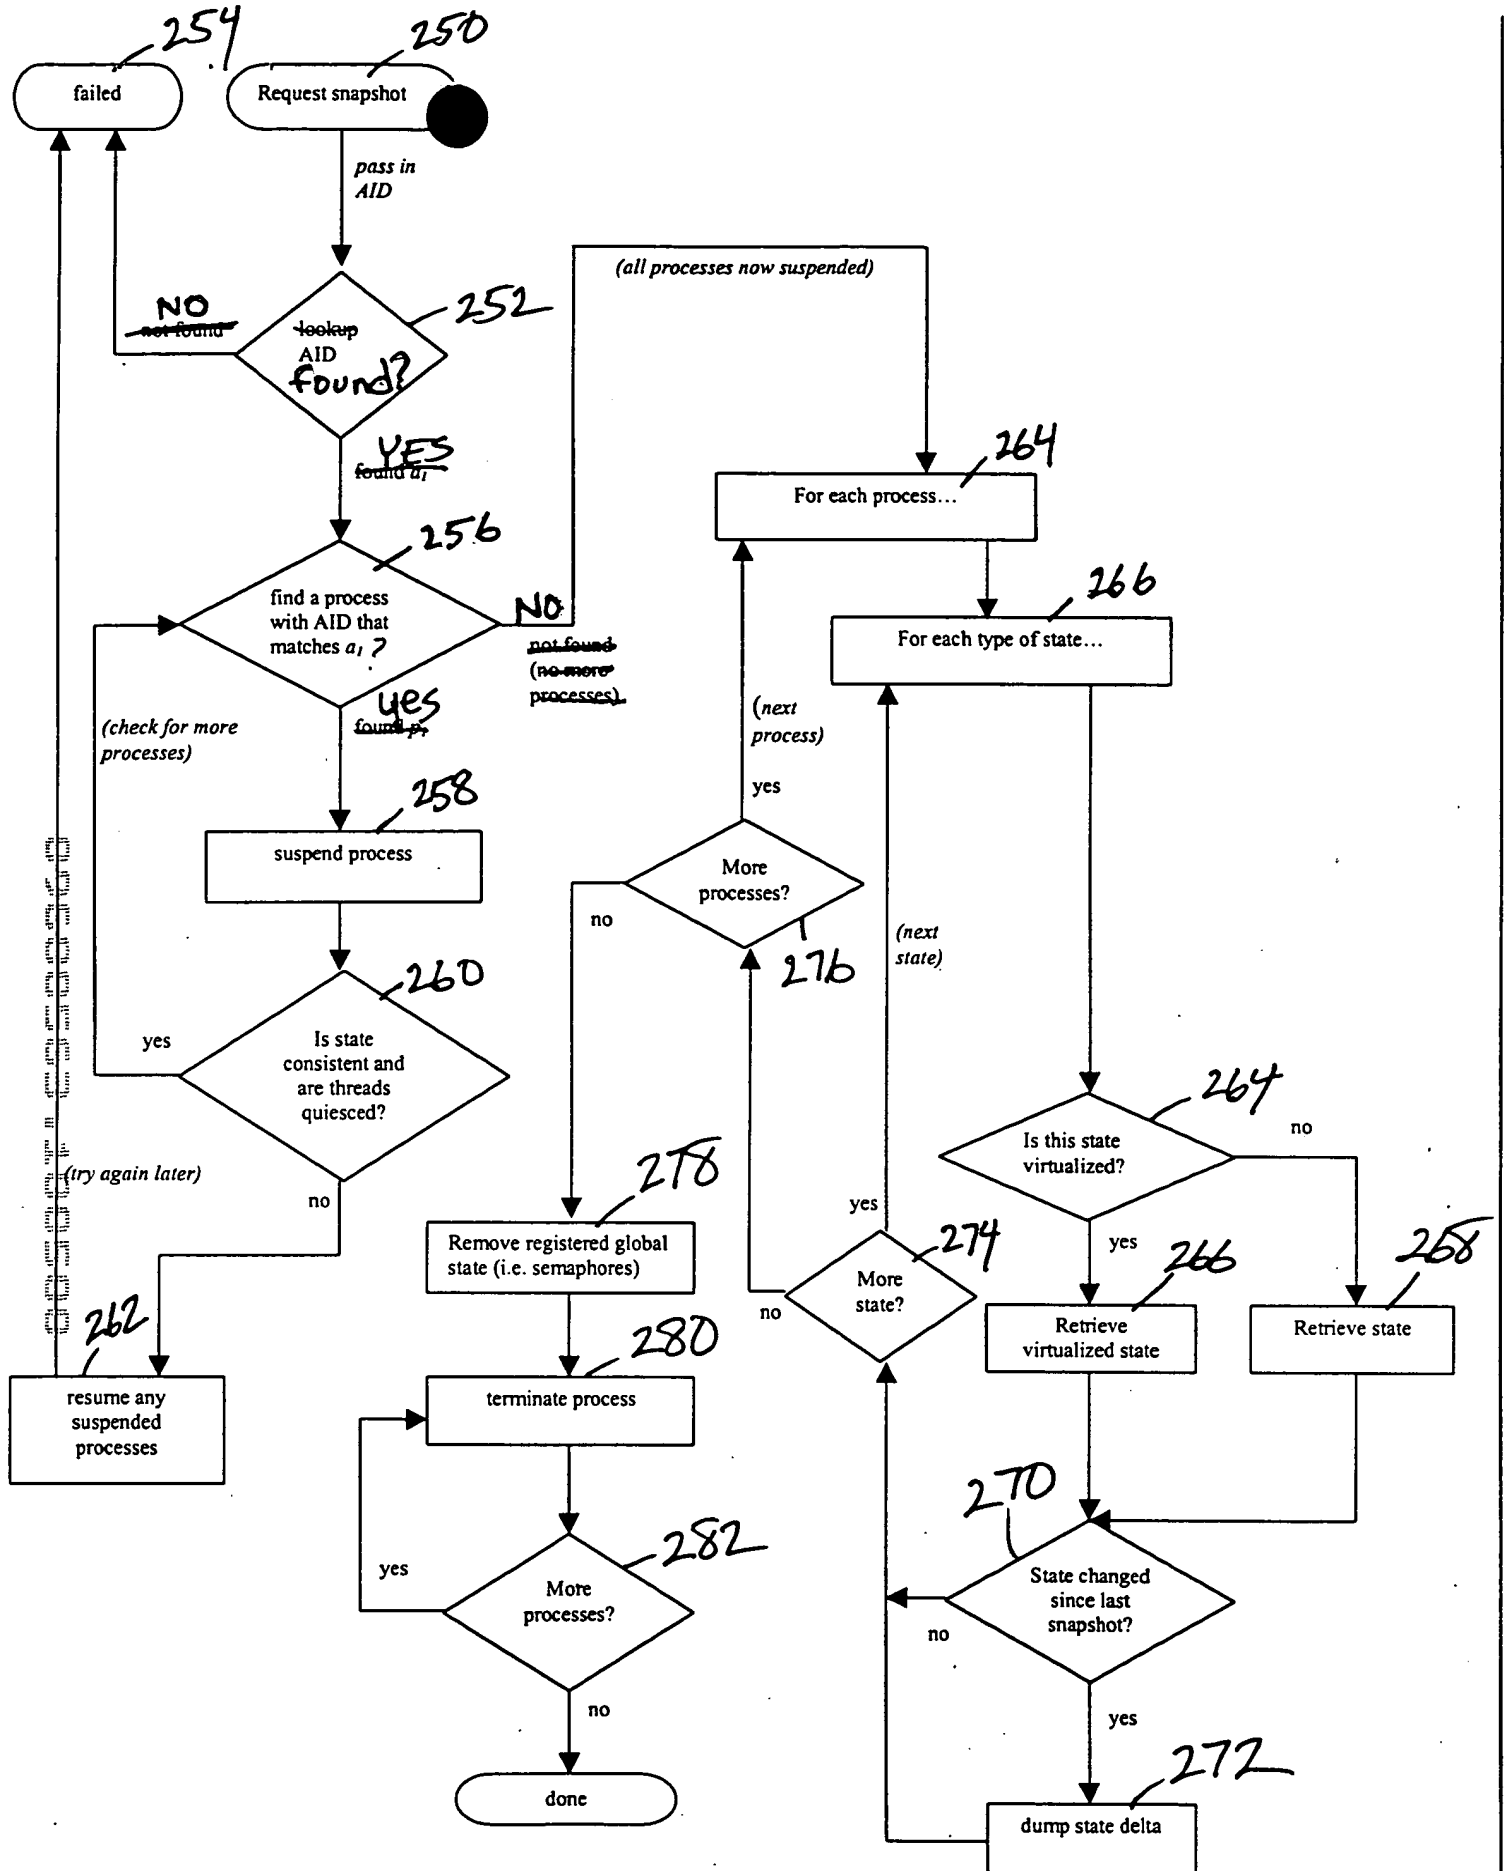 254
250
failed
Request snapshot
pass in
AID
NO
not found
252
lookup
AID
found?
(all processes now suspended)
YES
found a₁
264
For each process...
256
find a process
with AID that
matches a₁ ?
NO
not found
(no more
processes)
266
For each type of state...
yes
found p₁
(check for more
processes)
(next
process)
yes
258
suspend process
More
processes?
no
276
(next
state)
260
Is state
consistent and
are threads
quiesced?
yes
no
(try again later)
264
Is this state
virtualized?
no
yes
278
Remove registered global
state (i.e. semaphores)
yes
274
More
state?
no
266
Retrieve
virtualized state
268
Retrieve state
262
resume any
suspended
processes
280
terminate process
270
State changed
since last
snapshot?
no
yes
282
More
processes?
yes
no
done
272
dump state delta